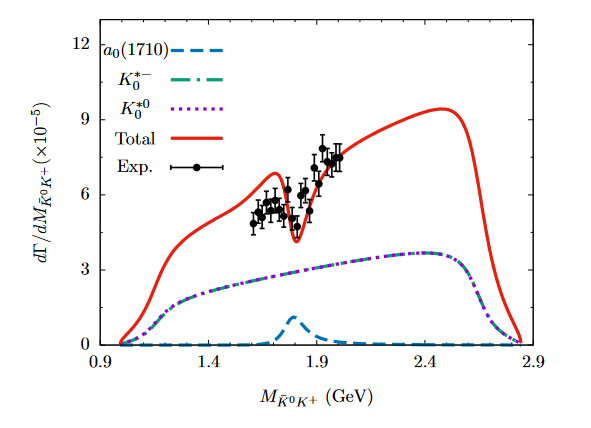 12
9
6
3
0
0.9 1.4 1.9 2.4 2.9
dΓ/dM_{K̄⁰K⁺}(×10⁻⁵)
M_{K̄⁰K⁺} (GeV)
a₀(1710)
K₀*⁻
K₀*⁰
Total
Exp.